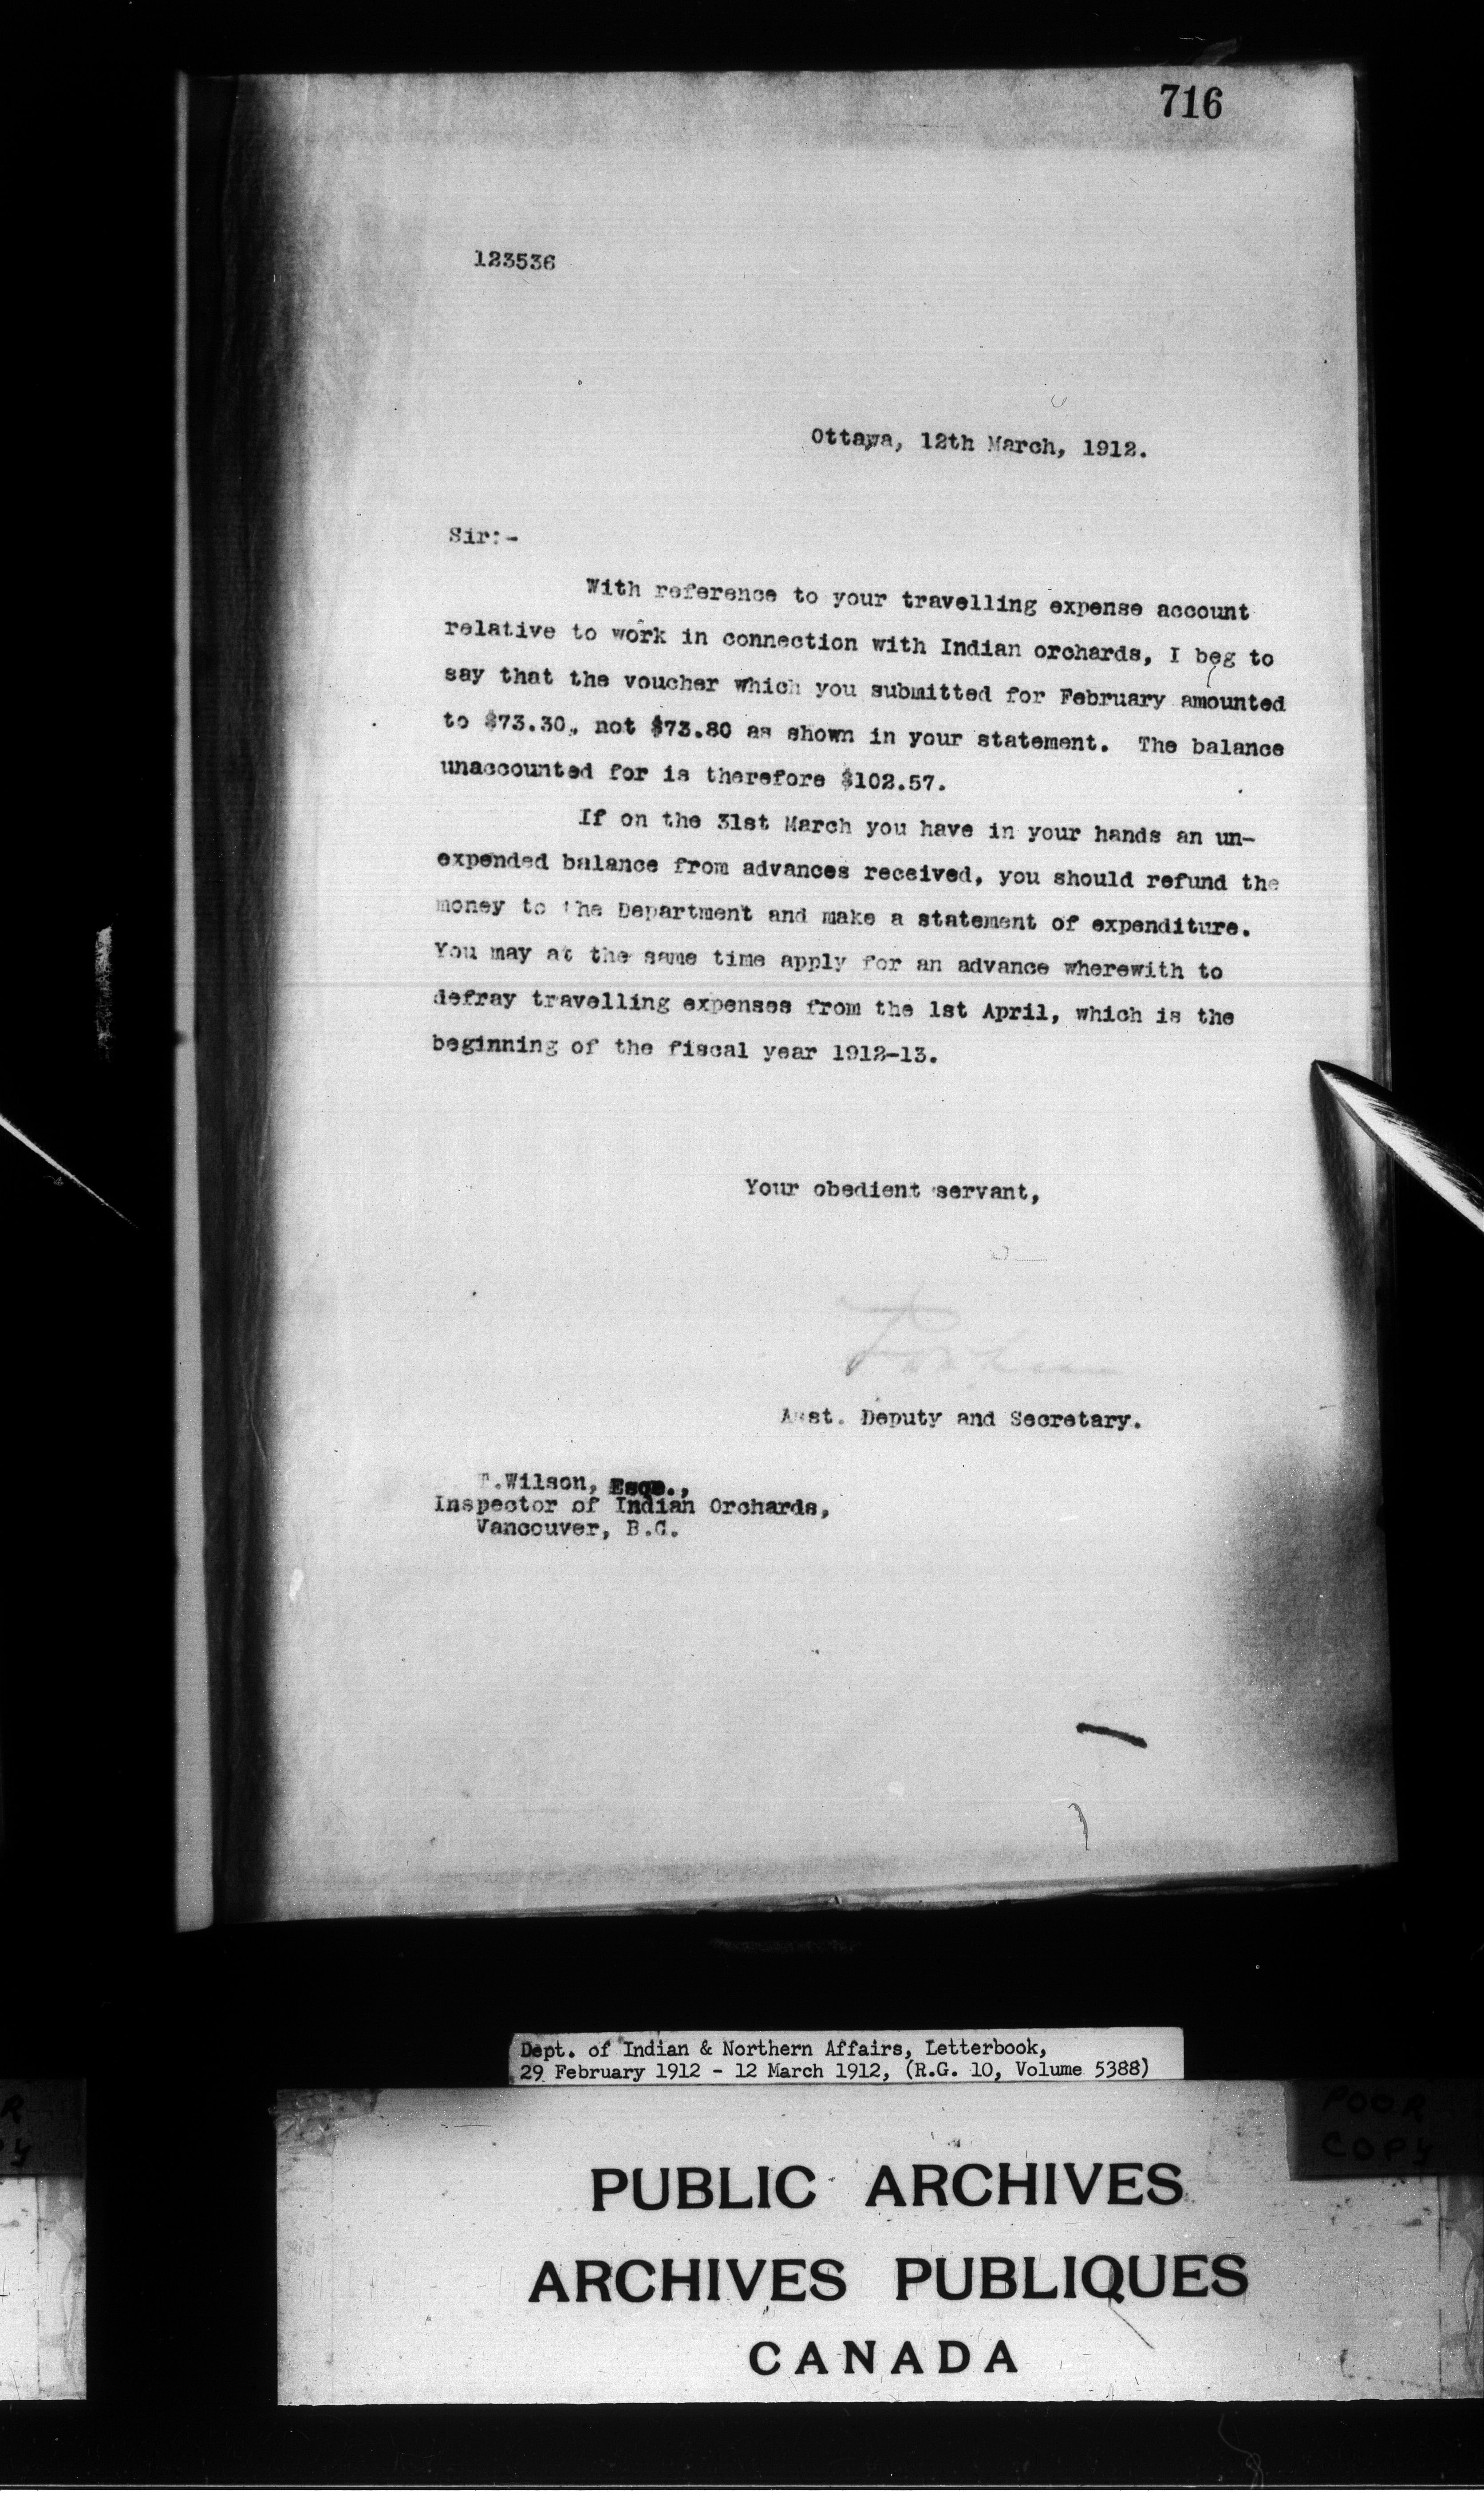 716
123536
Ottawa, 12th March, 1912.
Sir:-
With reference to your travelling expense account
relative to work in connection with Indian orchards, I beg to
say that the voucher which you submitted for February amounted
to $73.30, not $73.80 as shown in your statement. The balance
unaccounted for is therefore $102.57.
If on the 31st March you have in your hands an un-
expended balance from advances received, you should refund the
money to the Department and make a statement of expenditure.
You may at the same time apply for an advance wherewith to
defray travelling expenses from the 1st April, which is the
beginning of the fiscal year 1912-13.
Your obedient servant,
Asst. Deputy and Secretary.
T.Wilson, Esqe.,
Inspector of Indian Orchards,
Vancouver, B.C.
Dept. of Indian & Northern Affairs, Letterbook,
29 February 1912 - 12 March 1912, (R.G. 10, Volume 5388)
POOR
COPY
PUBLIC ARCHIVES
ARCHIVES PUBLIQUES
CANADA